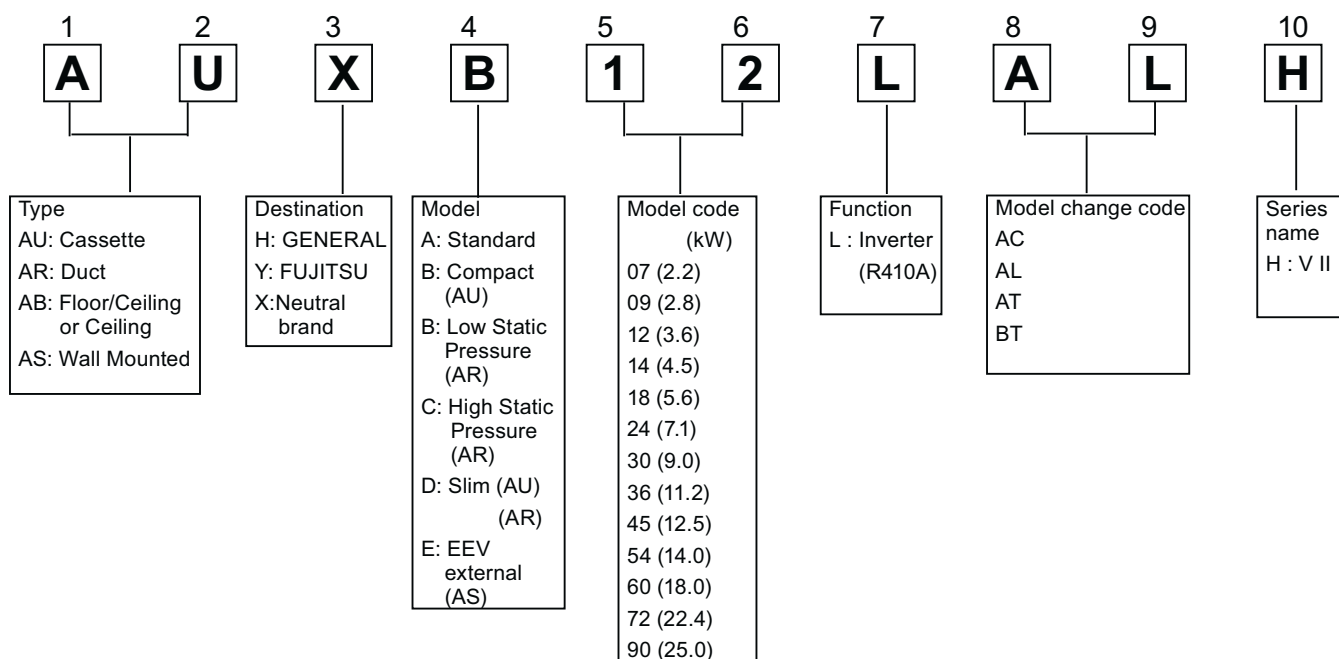 1 2 3 4 5 6 7 8 9 10
A U X B 1 2 L A L H
Type
AU: Cassette
AR: Duct
AB: Floor/Ceiling
or Ceiling
AS: Wall Mounted
Destination
H: GENERAL
Y: FUJITSU
X:Neutral
brand
Model
A: Standard
B: Compact
(AU)
B: Low Static
Pressure
(AR)
C: High Static
Pressure
(AR)
D: Slim (AU)
(AR)
E: EEV
external
(AS)
Model code
(kW)
07 (2.2)
09 (2.8)
12 (3.6)
14 (4.5)
18 (5.6)
24 (7.1)
30 (9.0)
36 (11.2)
45 (12.5)
54 (14.0)
60 (18.0)
72 (22.4)
90 (25.0)
Function
L : Inverter
(R410A)
Model change code
AC
AL
AT
BT
Series
name
H : V II